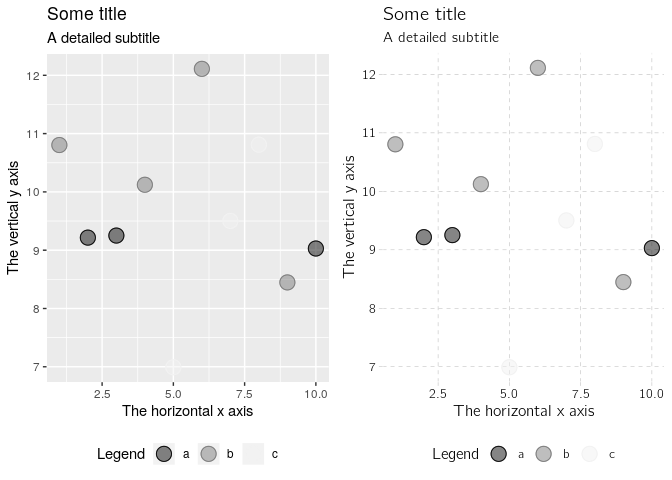 Some title
A detailed subtitle
The vertical y axis
12
11
10
9
8
7
2.5 5.0 7.5 10.0
The horizontal x axis
Legend a b c
Some title
A detailed subtitle
The vertical y axis
12
11
10
9
8
7
2.5 5.0 7.5 10.0
The horizontal x axis
Legend a b c